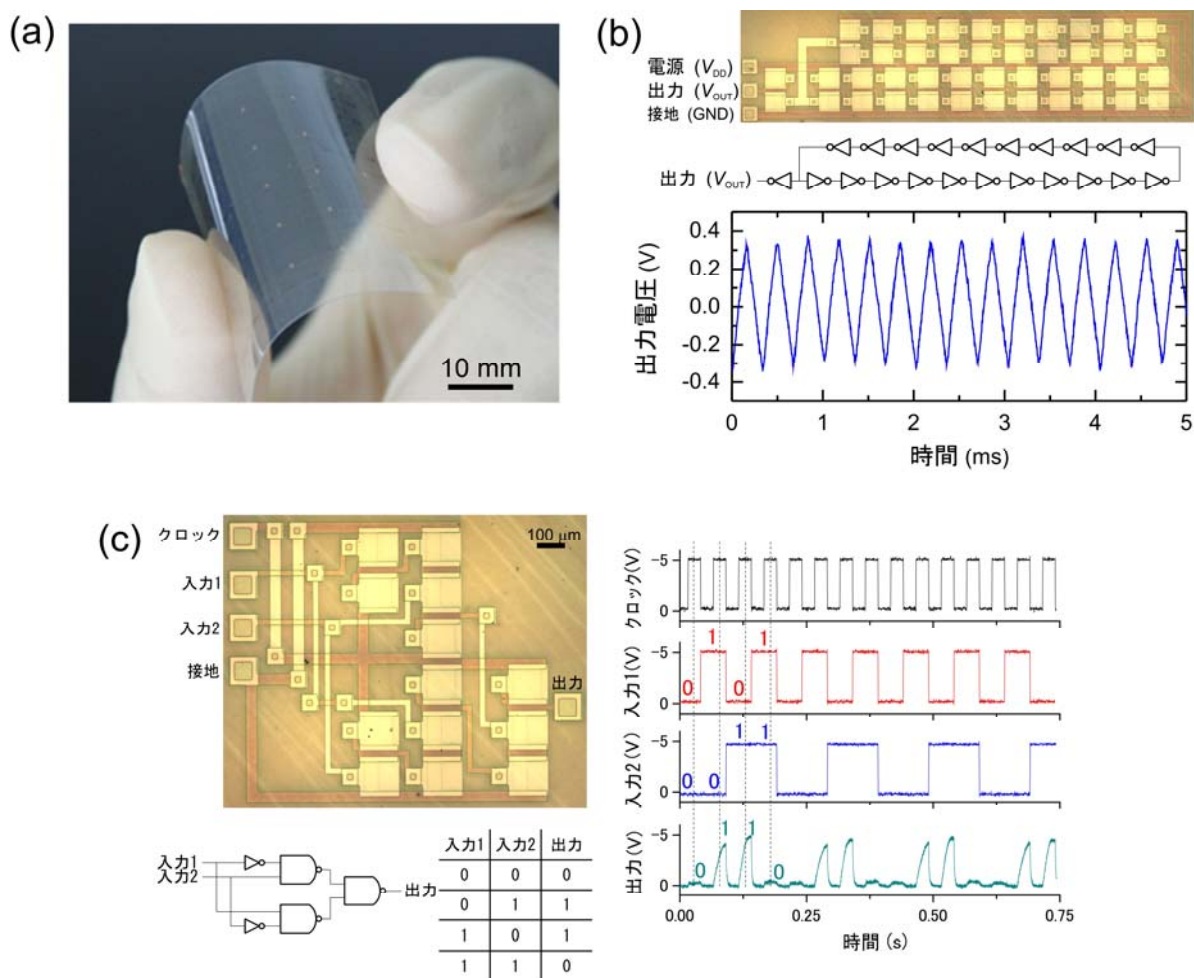 (a)
10 mm
(b)
電源 (VDD)
出力 (VOUT)
接地 (GND)
出力 (VOUT)
出力電圧 (V)
0.4
0.2
0.0
-0.2
-0.4
0 1 2 3 4 5
時間 (ms)
(c)
クロック
入力1
入力2
接地
100 μm
出力
入力1
入力2
出力
入力1 入力2 出力
0 0 0
0 1 1
1 0 1
1 1 0
クロック(V)
-5
0
入力1(V)
-5
0
0 1 0 1
入力2(V)
-5
0
0 0 1 1
出力(V)
-5
0
0 1 1 0
0.00 0.25 0.50 0.75
時間 (s)